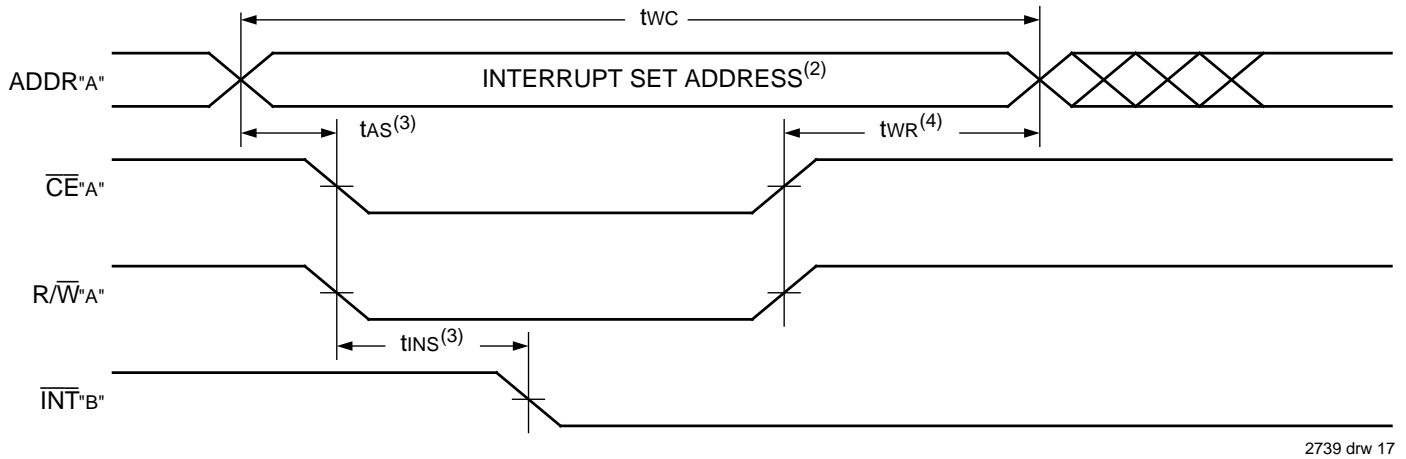 tWC
ADDR"A"
INTERRUPT SET ADDRESS(2)
tAS(3)
tWR(4)
CE"A"
R/W"A"
tINS(3)
INT"B"
2739 drw 17